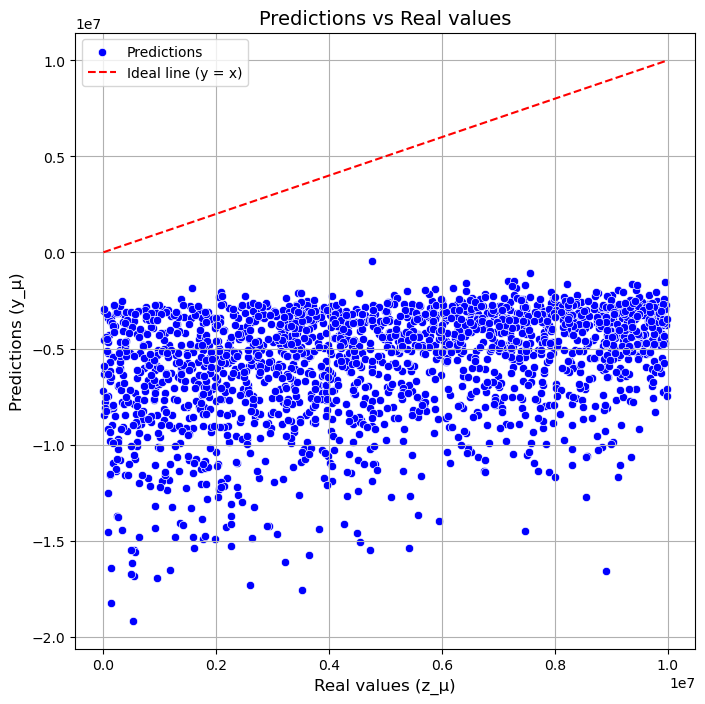 Predictions vs Real values
1e7
Predictions
Ideal line (y = x)
1.0
0.5
0.0
−0.5
−1.0
−1.5
−2.0
Predictions (y_μ)
0.0 0.2 0.4 0.6 0.8 1.0
1e7
Real values (z_μ)